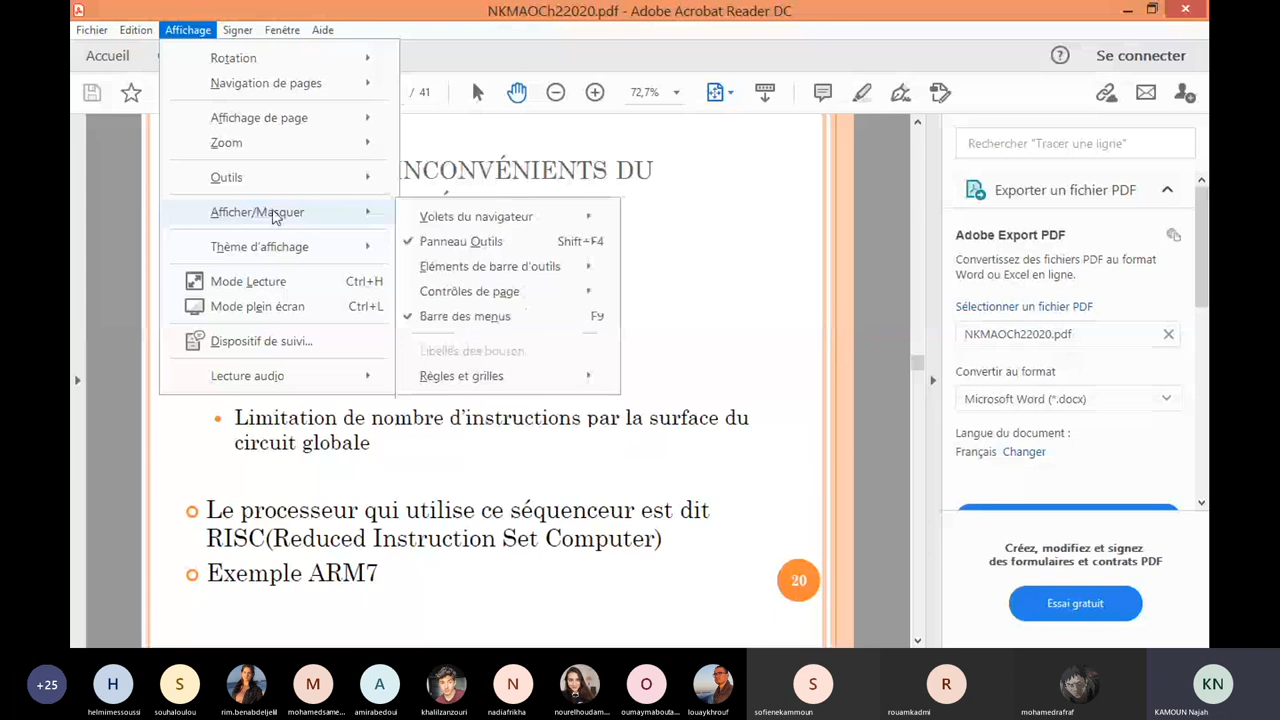 NKMAOCh22020.pdf - Adobe Acrobat Reader DC
Fichier Edition Affichage Signer Fenêtre Aide
Accueil
Se connecter
/ 41
72,7%
Rotation
Navigation de pages
Affichage de page
Zoom
Outils
Afficher/Masquer
Thème d'affichage
Mode Lecture Ctrl+H
Mode plein écran Ctrl+L
Dispositif de suivi...
Lecture audio
Volets du navigateur
Panneau Outils Shift+F4
Eléments de barre d'outils
Contrôles de page
Barre des menus F9
Règles et grilles
INCONVÉNIENTS DU
Limitation de nombre d'instructions par la surface du
circuit globale
Le processeur qui utilise ce séquenceur est dit
RISC(Reduced Instruction Set Computer)
Exemple ARM7
20
Rechercher "Tracer une ligne"
Exporter un fichier PDF
Adobe Export PDF
Convertissez des fichiers PDF au format
Word ou Excel en ligne.
Sélectionner un fichier PDF
NKMAOCh22020.pdf
Convertir au format
Microsoft Word (*.docx)
Langue du document :
Français Changer
Créez, modifiez et signez
des formulaires et contrats PDF
Essai gratuit
+25 H S M A N O S R KN
helmimessoussi souhaloulou rim.benabdeljelil mohamedsame... amirabedoui khalilzanzouri nadiafrikha nourelhoudam... oumaymabouta... louaykhrouf sofienekammoun rouamkadmi mohamedrafraf KAMOUN Najah